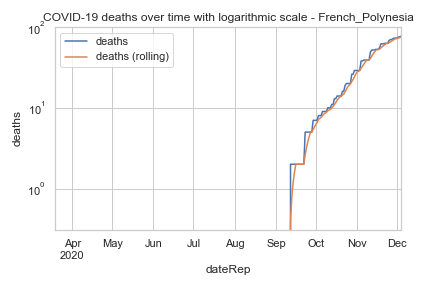 COVID-19 deaths over time with logarithmic scale - French_Polynesia
deaths
deaths (rolling)
10²
10¹
10⁰
deaths
Apr May Jun Jul Aug Sep Oct Nov Dec
2020
dateRep